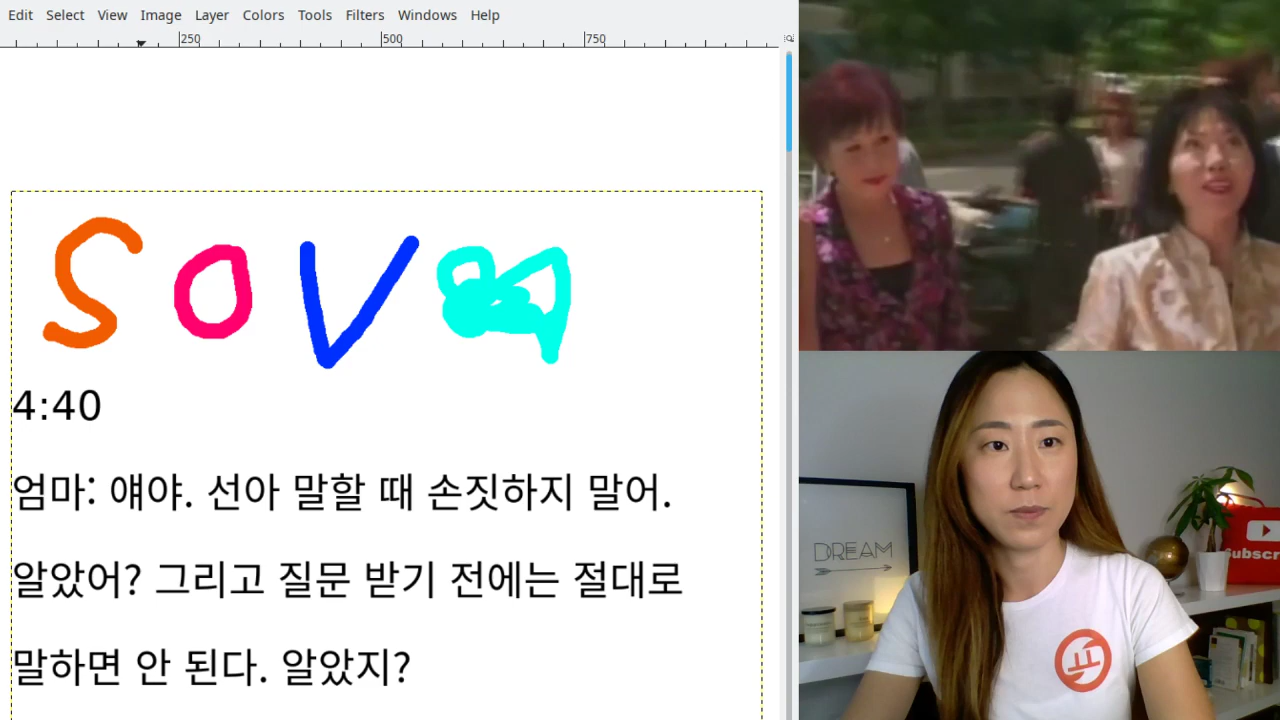 Edit Select View Image Layer Colors Tools Filters Windows Help
250 500 750
S O V
4:40
엄마: 얘야. 선아 말할 때 손짓하지 말어.
알았어? 그리고 질문 받기 전에는 절대로
말하면 안 된다. 알았지?
DREAM
Subscr